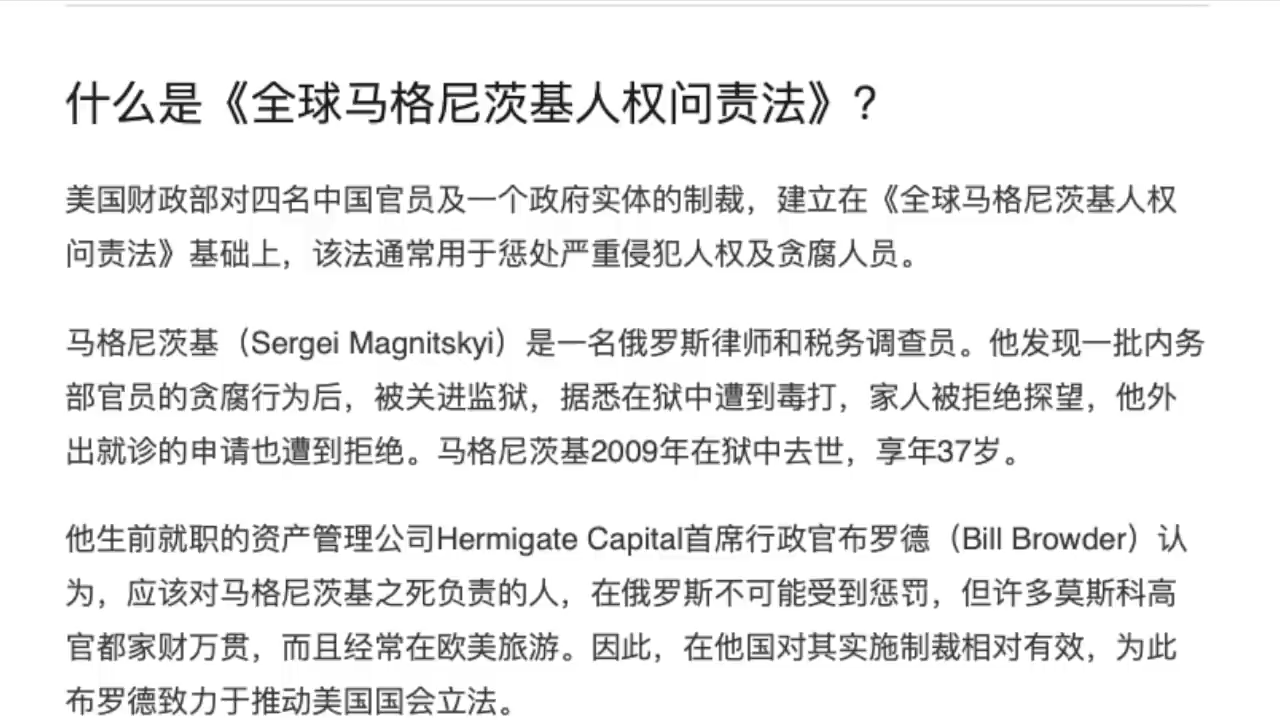 什么是《全球马格尼茨基人权问责法》？
美国财政部对四名中国官员及一个政府实体的制裁，建立在《全球马格尼茨基人权
问责法》基础上，该法通常用于惩处严重侵犯人权及贪腐人员。
马格尼茨基（Sergei Magnitskyi）是一名俄罗斯律师和税务调查员。他发现一批内务
部官员的贪腐行为后，被关进监狱，据悉在狱中遭到毒打，家人被拒绝探望，他外
出就诊的申请也遭到拒绝。马格尼茨基2009年在狱中去世，享年37岁。
他生前就职的资产管理公司Hermigate Capital首席行政官布罗德（Bill Browder）认
为，应该对马格尼茨基之死负责的人，在俄罗斯不可能受到惩罚，但许多莫斯科高
官都家财万贯，而且经常在欧美旅游。因此，在他国对其实施制裁相对有效，为此
布罗德致力于推动美国国会立法。